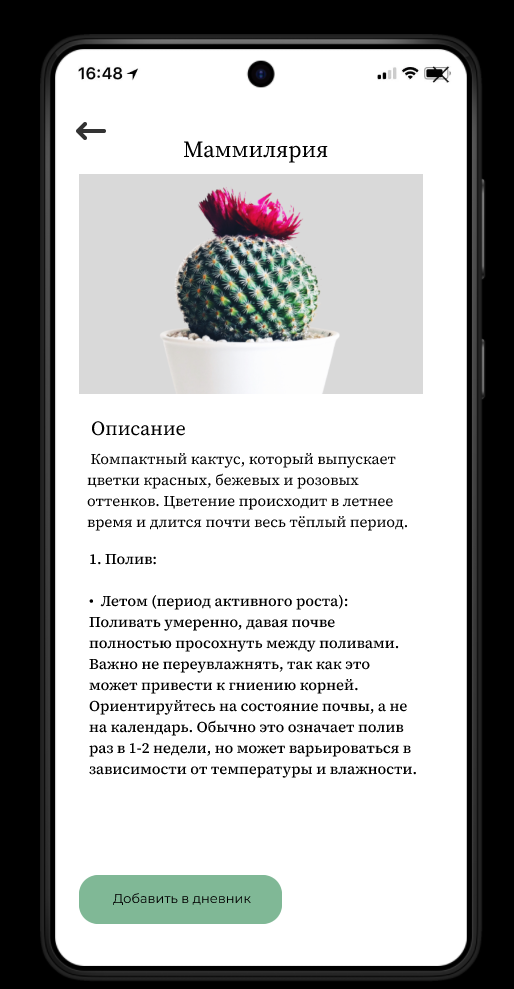 16:48
Маммилярия
Описание
Компактный кактус, который выпускает
цветки красных, бежевых и розовых
оттенков. Цветение происходит в летнее
время и длится почти весь тёплый период.
1. Полив:
• Летом (период активного роста):
Поливать умеренно, давая почве
полностью просохнуть между поливами.
Важно не переувлажнять, так как это
может привести к гниению корней.
Ориентируйтесь на состояние почвы, а не
на календарь. Обычно это означает полив
раз в 1-2 недели, но может варьироваться в
зависимости от температуры и влажности.
Добавить в дневник